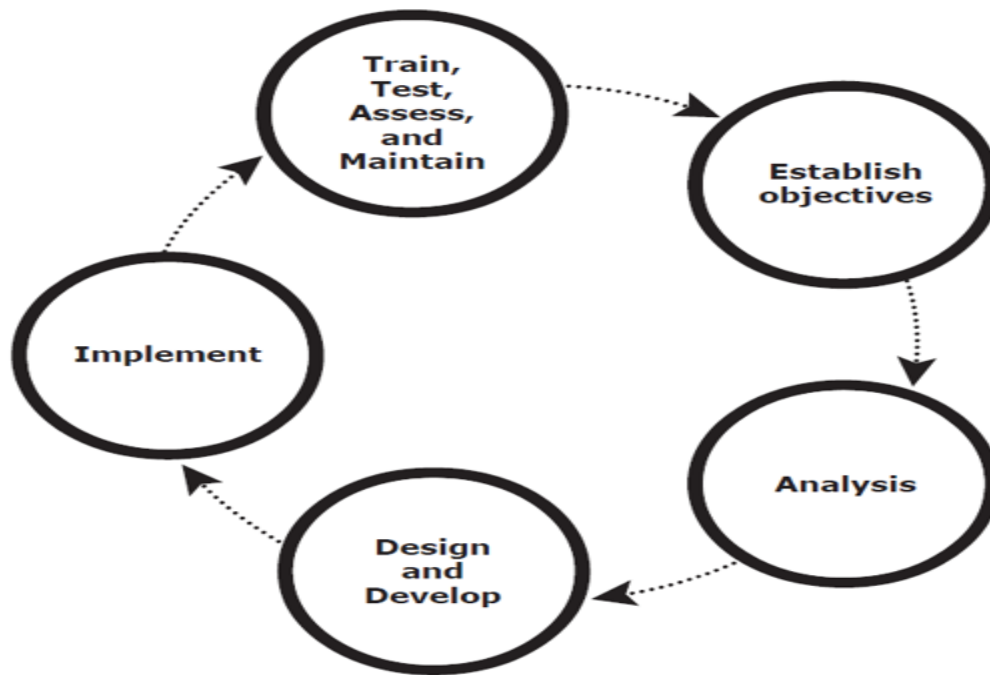 Train,
Test,
Assess,
and
Maintain
Establish
objectives
Analysis
Design
and
Develop
Implement